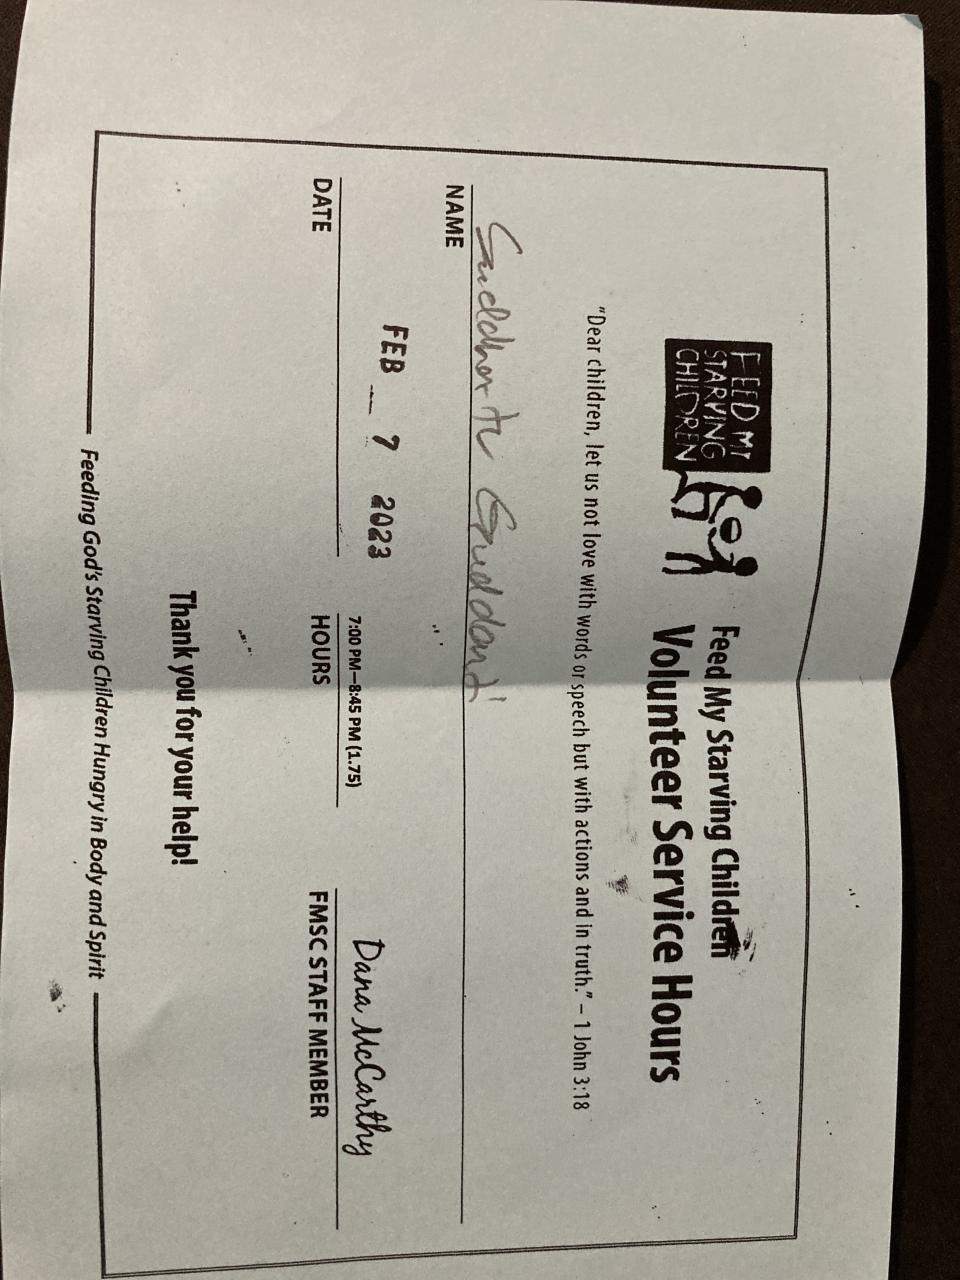 FEED MY
STARVING
CHILDREN
Feed My Starving Children
Volunteer Service Hours
"Dear children, let us not love with words or speech but with actions and in truth." – 1 John 3:18
NAME
FEB _ 7 2023
7:00 PM—8:45 PM (1.75)
Dana McCarthy
DATE
HOURS
FMSC STAFF MEMBER
Thank you for your help!
Feeding God's Starving Children Hungry in Body and Spirit